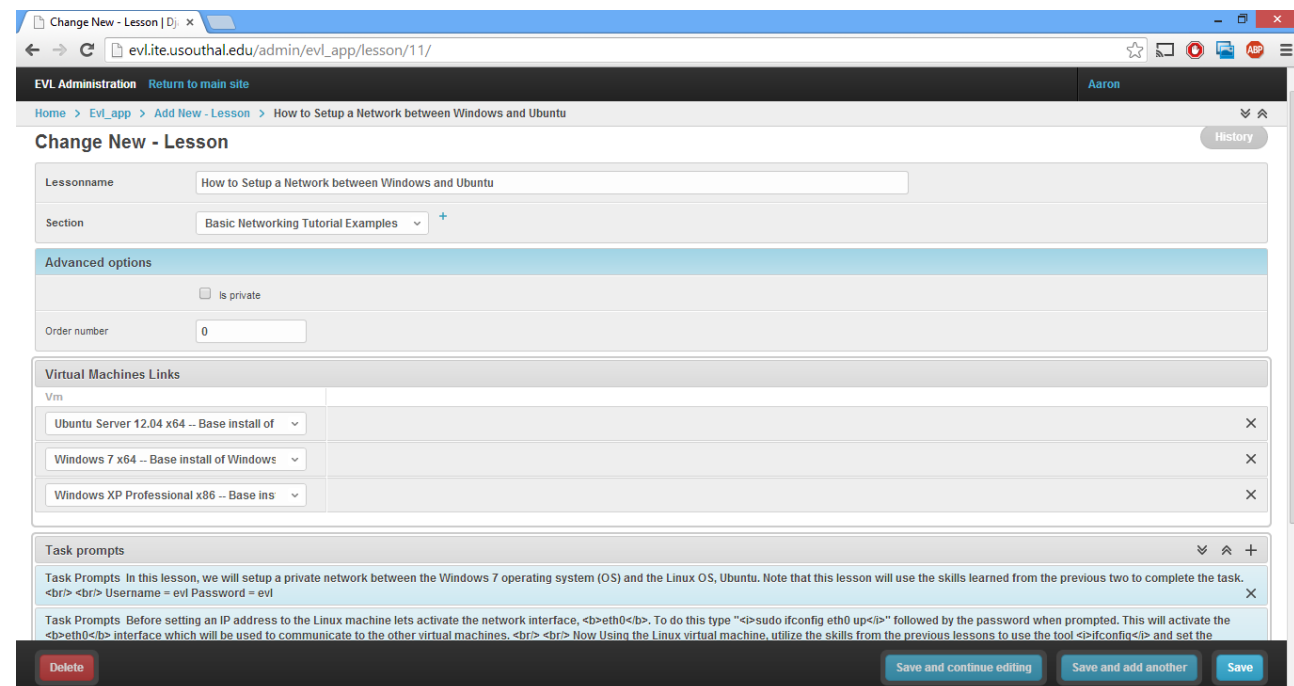 Change New - Lesson | Dj
evl.ite.usouthal.edu/admin/evl_app/lesson/11/
ABP
EVL Administration Return to main site Aaron
Home > Evl_app > Add New - Lesson > How to Setup a Network between Windows and Ubuntu
Change New - Lesson
History
Lessonname How to Setup a Network between Windows and Ubuntu
Section Basic Networking Tutorial Examples +
Advanced options
Is private
Order number 0
Virtual Machines Links
Vm
Ubuntu Server 12.04 x64 -- Base install of
Windows 7 x64 -- Base install of Windows
Windows XP Professional x86 -- Base ins
Task prompts
Task Prompts In this lesson, we will setup a private network between the Windows 7 operating system (OS) and the Linux OS, Ubuntu. Note that this lesson will use the skills learned from the previous two to complete the task.
<br/> <br/> Username = evl Password = evl
Task Prompts Before setting an IP address to the Linux machine lets activate the network interface, <b>eth0</b>. To do this type "<i>sudo ifconfig eth0 up</i>" followed by the password when prompted. This will activate the
<b>eth0</b> interface which will be used to communicate to the other virtual machines. <br/> <br/> Now Using the Linux virtual machine, utilize the skills from the previous lessons to use the tool <i>ifconfig</i> and set the
Delete Save and continue editing Save and add another Save